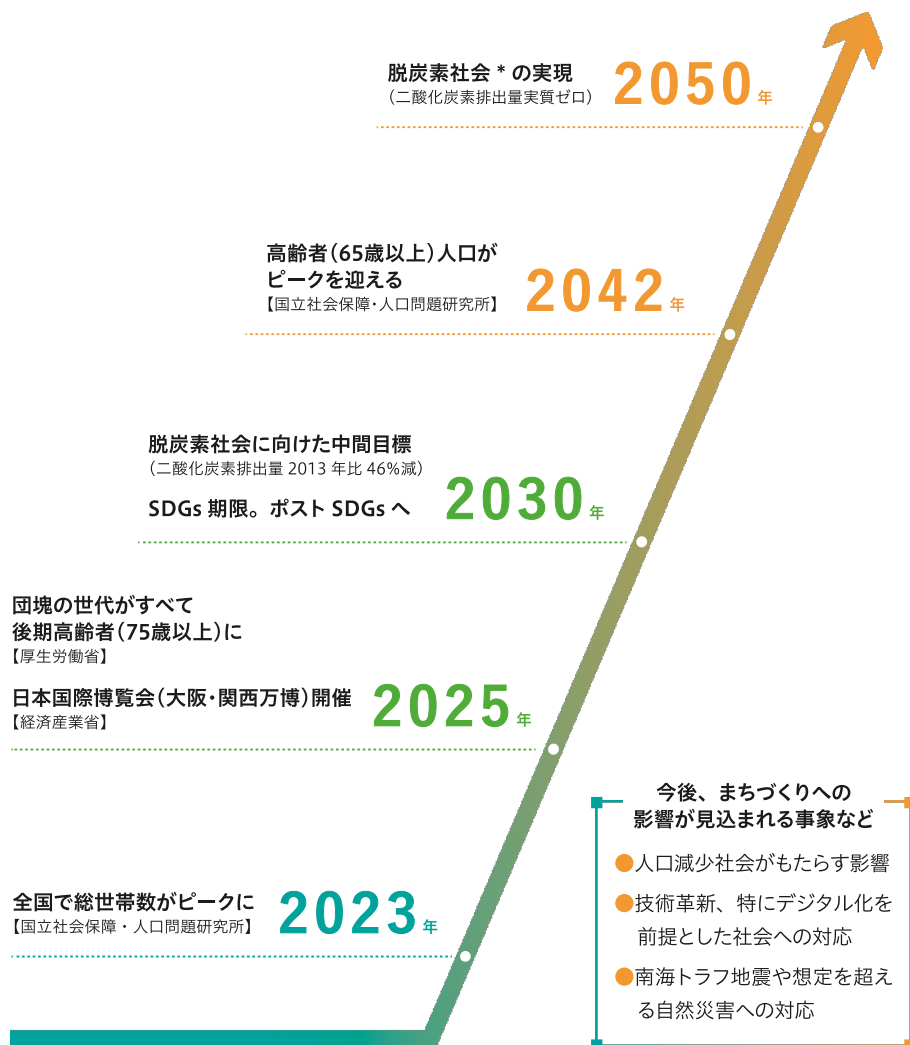 脱炭素社会 * の実現
（二酸化炭素排出量実質ゼロ）
2050年
高齢者（65歳以上）人口が
ピークを迎える
【国立社会保障・人口問題研究所】
2042年
脱炭素社会に向けた中間目標
（二酸化炭素排出量 2013 年比 46%減）
SDGs 期限。ポスト SDGs へ
2030年
団塊の世代がすべて
後期高齢者（75歳以上）に
【厚生労働省】
日本国際博覧会（大阪・関西万博）開催
【経済産業省】
2025年
全国で総世帯数がピークに
【国立社会保障・人口問題研究所】
2023年
今後、まちづくりへの
影響が見込まれる事象など
●人口減少社会がもたらす影響
●技術革新、特にデジタル化を
前提とした社会への対応
●南海トラフ地震や想定を超え
る自然災害への対応